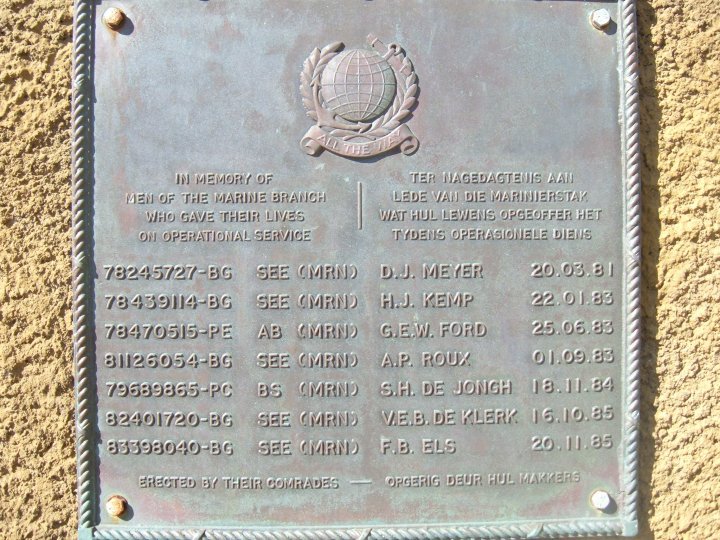 ALL THE WAY
IN MEMORY OF
MEN OF THE MARINE BRANCH
WHO GAVE THEIR LIVES
ON OPERATIONAL SERVICE
TER NAGEDAGTENIS AAN
LEDE VAN DIE MARINIERSTAK
WAT HUL LEWENS OPGEOFFER HET
TYDENS OPERASIONELE DIENS
78245727-BG SEE (MRN) D.J. MEYER 20.03.81
78439114-BG SEE (MRN) H.J. KEMP 22.01.83
78470515-PE AB (MRN) G.E.W. FORD 25.06.83
81126054-BG SEE (MRN) A.P. ROUX 01.09.83
79689865-PC BS (MRN) S.H. DE JONGH 18.11.84
82401720-BG SEE (MRN) V.E.B. DE KLERK 16.10.85
83398040-BG SEE (MRN) F.B. ELS 20.11.85
ERECTED BY THEIR COMRADES — OPGERIG DEUR HUL MAKKERS